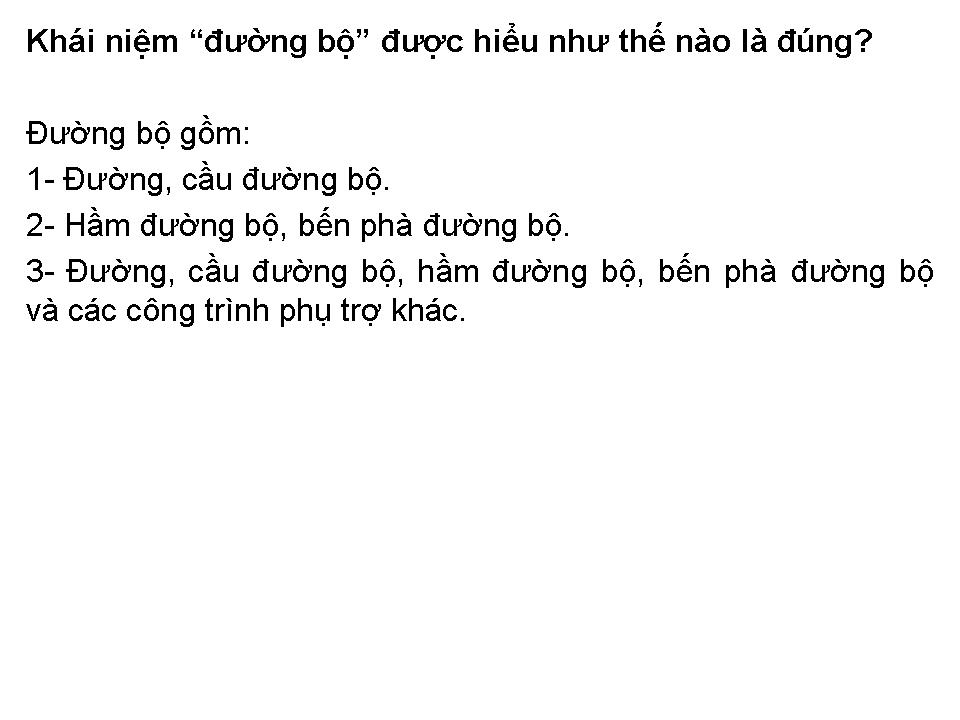 Khái niệm “đường bộ” được hiểu như thế nào là đúng?
Đường bộ gồm:
1- Đường, cầu đường bộ.
2- Hầm đường bộ, bến phà đường bộ.
3- Đường, cầu đường bộ, hầm đường bộ, bến phà đường bộ
và các công trình phụ trợ khác.